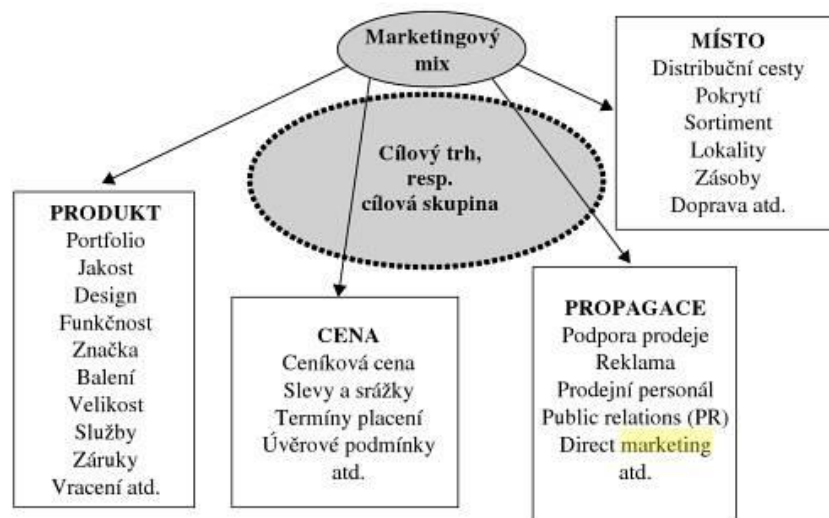 Marketingový
mix
Cílový trh,
resp.
cílová skupina
PRODUKT
Portfolio
Jakost
Design
Funkčnost
Značka
Balení
Velikost
Služby
Záruky
Vracení atd.
CENA
Ceníková cena
Slevy a srážky
Termíny placení
Úvěrové podmínky
atd.
PROPAGACE
Podpora prodeje
Reklama
Prodejní personál
Public relations (PR)
Direct marketing
atd.
MÍSTO
Distribuční cesty
Pokrytí
Sortiment
Lokality
Zásoby
Doprava atd.